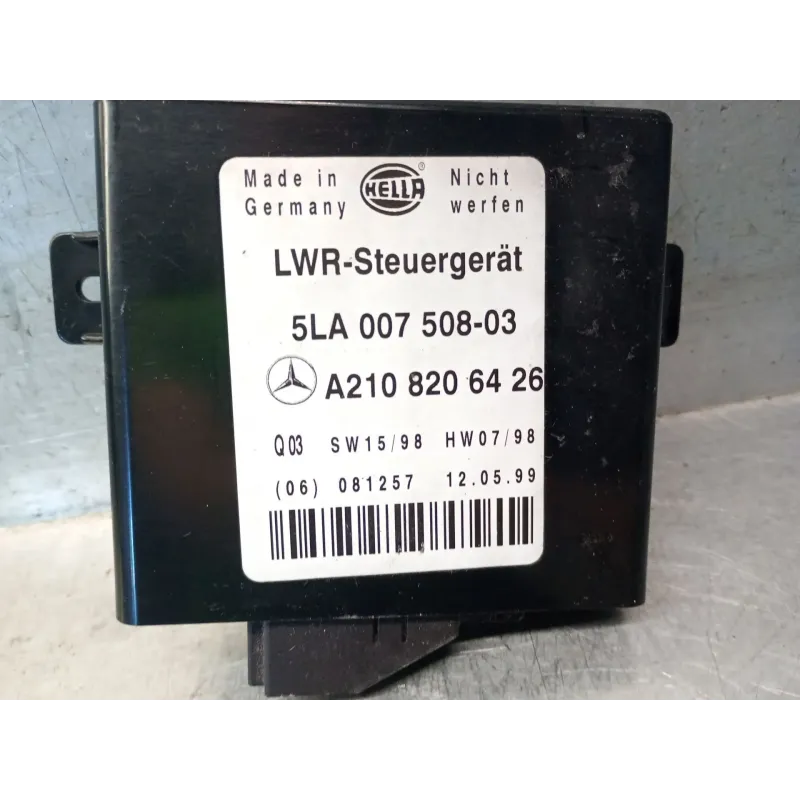 Made in Germany
HELLA ®
Nicht werfen
LWR-Steuergerät
5LA 007 508-03
A210 820 64 26
Q03 SW15/98 HW07/98
(06) 081257 12.05.99